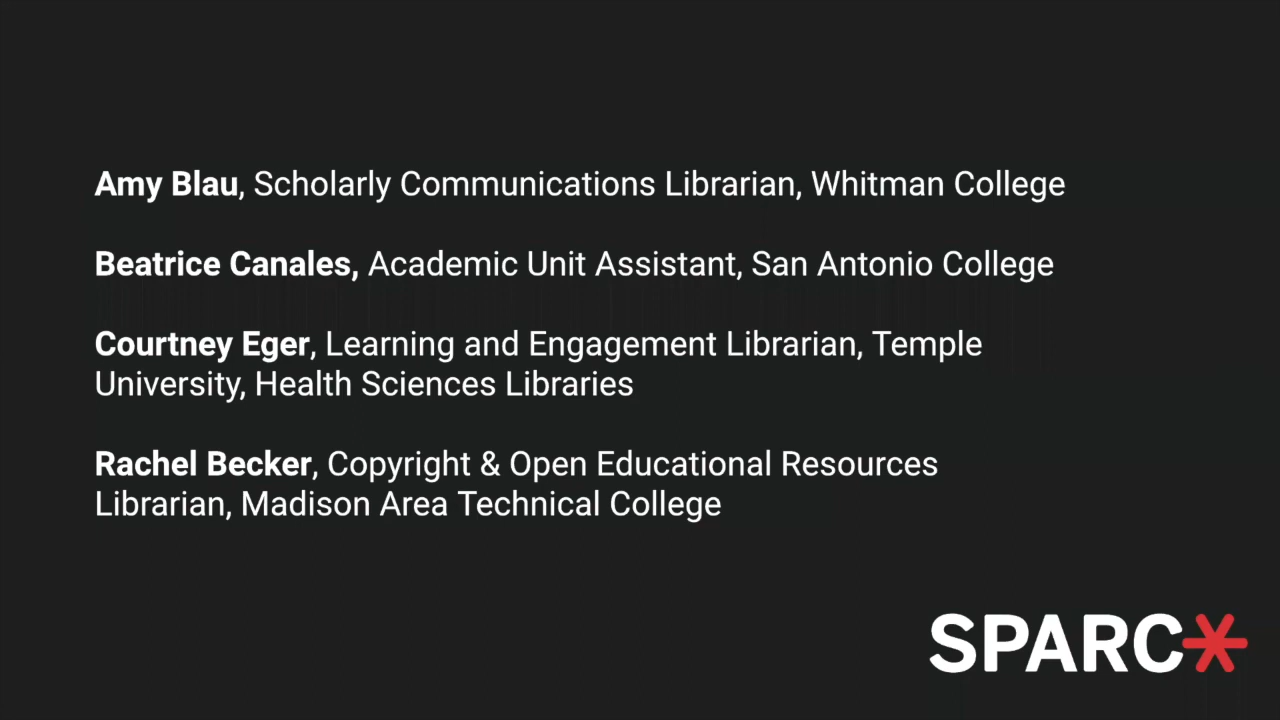 Amy Blau, Scholarly Communications Librarian, Whitman College
Beatrice Canales, Academic Unit Assistant, San Antonio College
Courtney Eger, Learning and Engagement Librarian, Temple
University, Health Sciences Libraries
Rachel Becker, Copyright & Open Educational Resources
Librarian, Madison Area Technical College
SPARC*